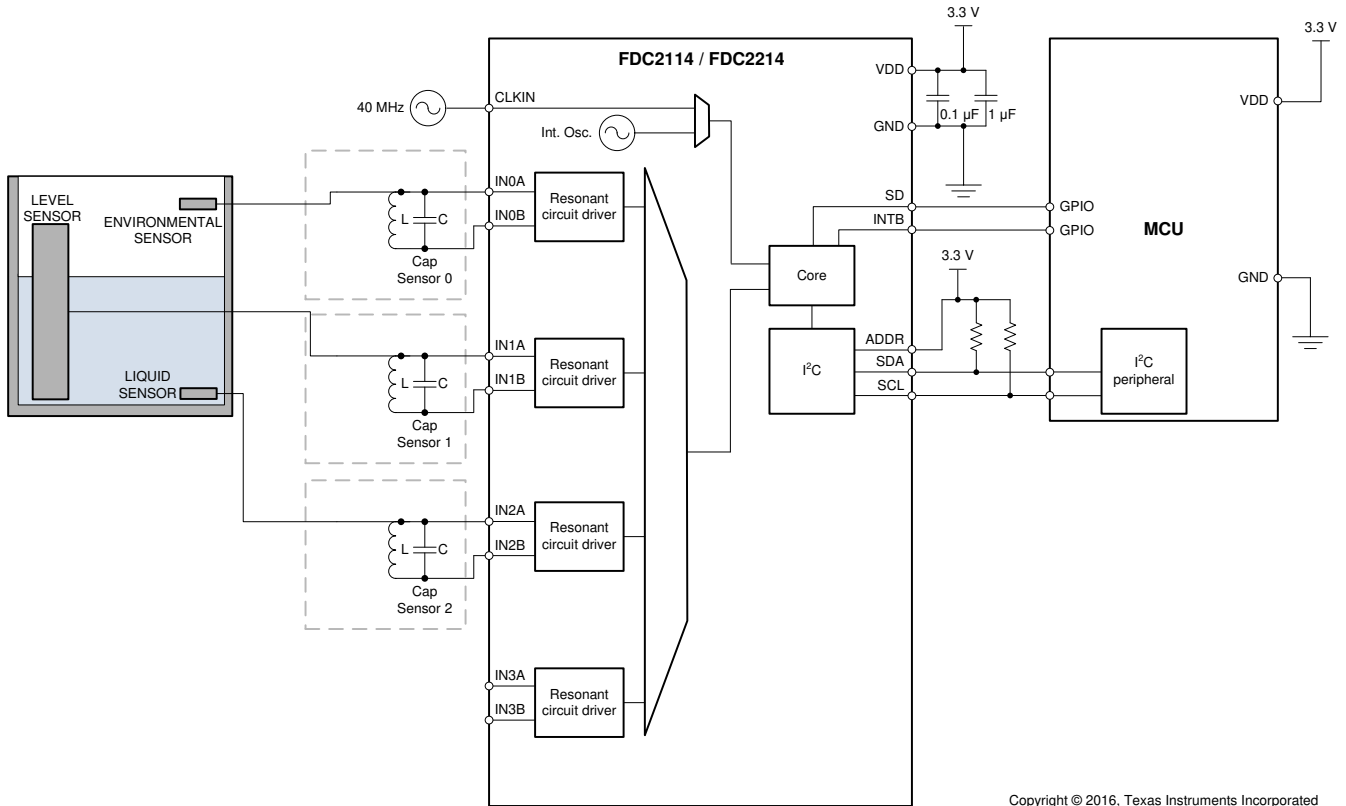 3.3 V
3.3 V
FDC2114 / FDC2214
VDD
CLKIN
40 MHz
0.1 µF 1 µF
VDD
Int. Osc.
GND
IN0A
LEVEL
SENSOR
Resonant
circuit driver
SD
GPIO
L C
ENVIRONMENTAL
SENSOR
IN0B
INTB
GPIO
MCU
Cap
Sensor 0
3.3 V
Core
GND
IN1A
ADDR
Resonant
circuit driver
I²C
SDA
I²C
peripheral
LIQUID
SENSOR
L C
IN1B
SCL
Cap
Sensor 1
IN2A
Resonant
circuit driver
L C
IN2B
Cap
Sensor 2
IN3A
Resonant
circuit driver
IN3B
Copyright © 2016, Texas Instruments Incorporated